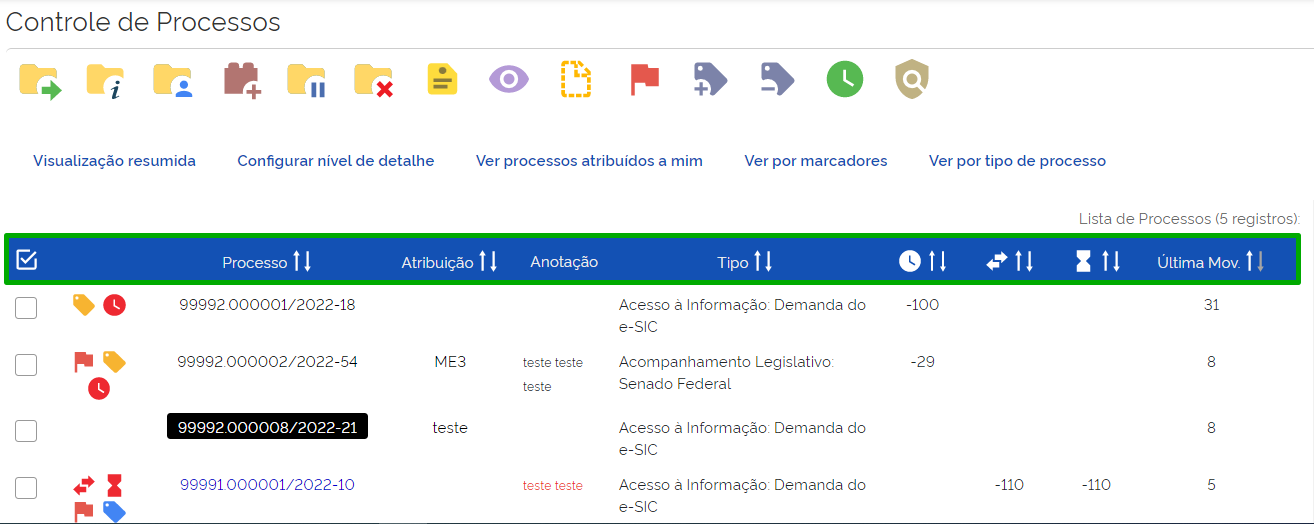 Controle de Processos
Visualização resumida Configurar nível de detalhe Ver processos atribuídos a mim Ver por marcadores Ver por tipo de processo
Lista de Processos (5 registros):
Processo Atribuição Anotação Tipo Última Mov.
99992.000001/2022-18 Acesso à Informação: Demanda do -100 31
e-SIC
99992.000002/2022-54 ME3 teste teste Acompanhamento Legislativo: -29 8
teste Senado Federal
99992.000008/2022-21 teste Acesso à Informação: Demanda do 8
e-SIC
99991.000001/2022-10 teste teste Acesso à Informação: Demanda do -110 -110 5
e-SIC